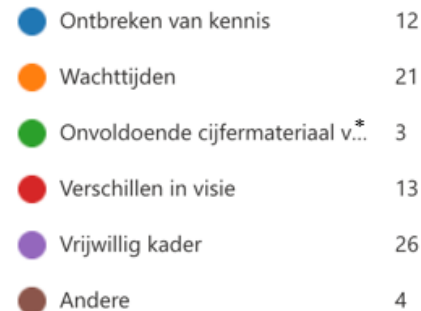 Ontbreken van kennis 12
Wachttijden 21
Onvoldoende cijfermateriaal v...* 3
Verschillen in visie 13
Vrijwillig kader 26
Andere 4